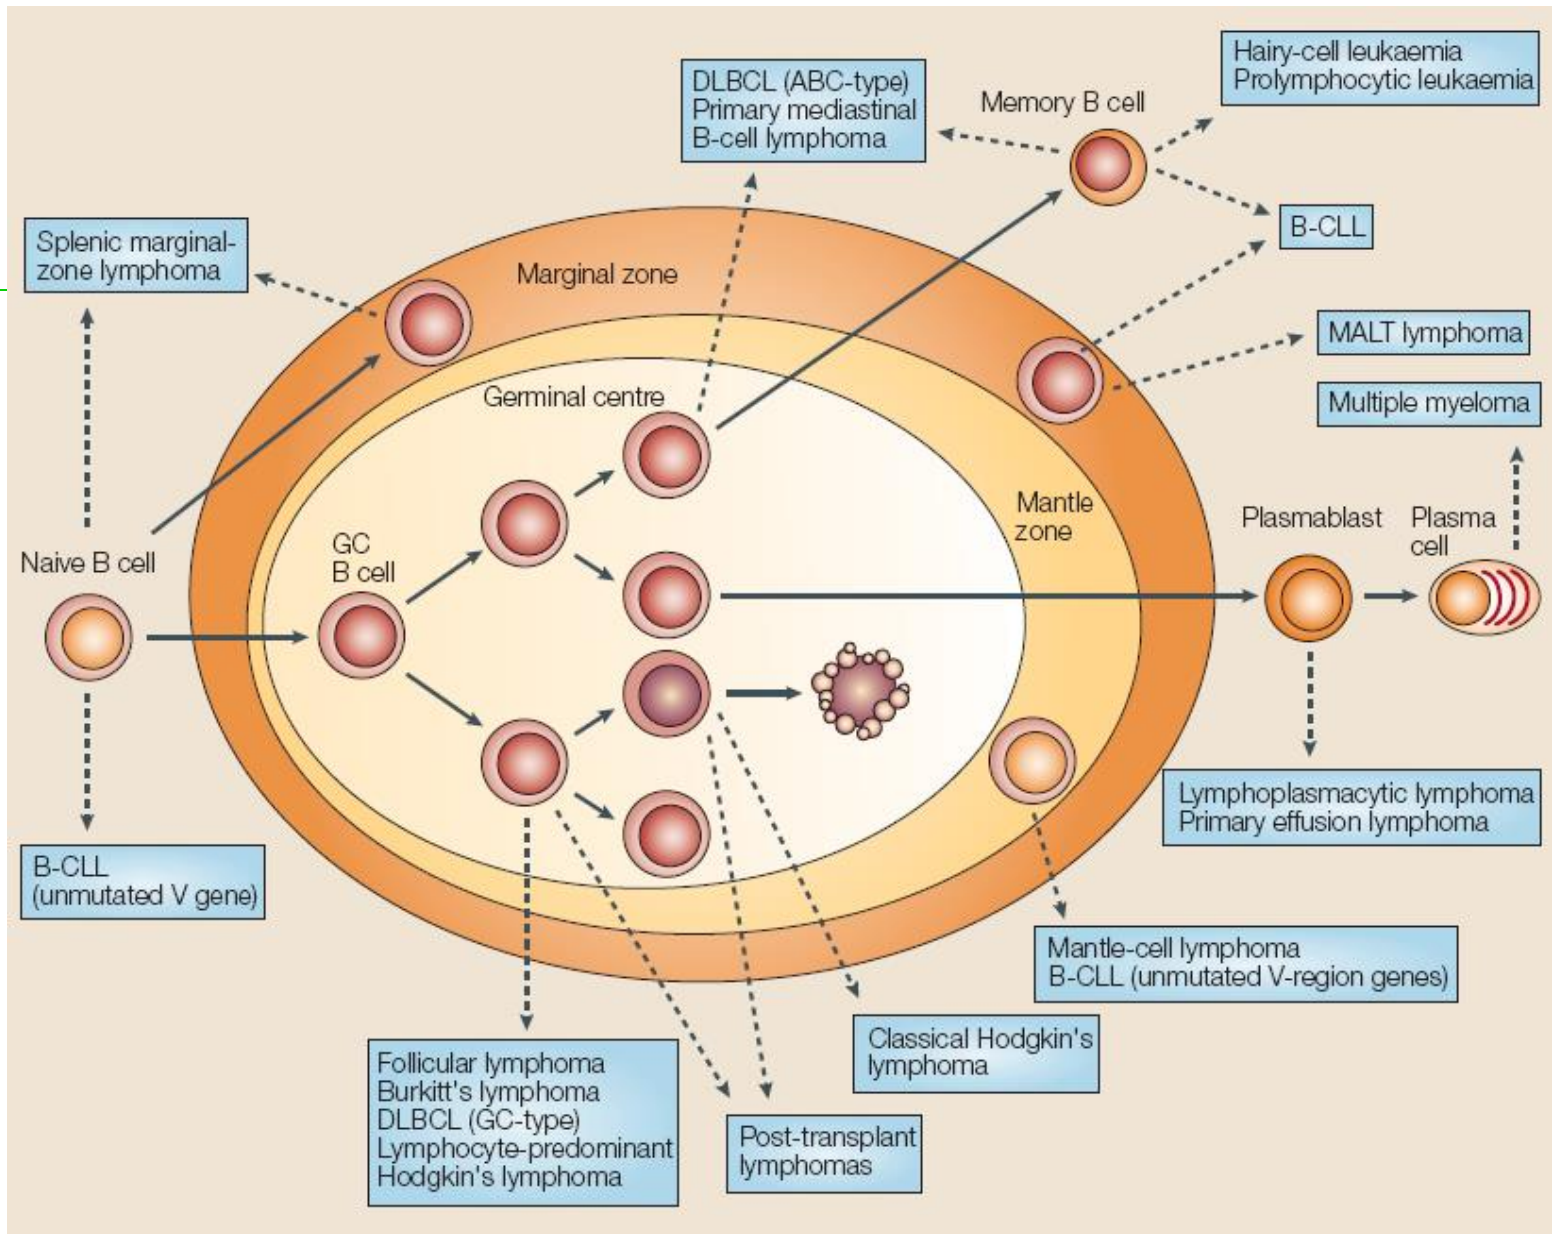 Hairy-cell leukaemia
Prolymphocytic leukaemia
DLBCL (ABC-type)
Primary mediastinal
B-cell lymphoma
Memory B cell
B-CLL
Splenic marginal-
zone lymphoma
Marginal zone
MALT lymphoma
Multiple myeloma
Germinal centre
Mantle
zone
Plasmablast
Plasma
cell
Naive B cell
GC
B cell
Lymphoplasmacytic lymphoma
Primary effusion lymphoma
B-CLL
(unmutated V gene)
Mantle-cell lymphoma
B-CLL (unmutated V-region genes)
Classical Hodgkin's
lymphoma
Follicular lymphoma
Burkitt's lymphoma
DLBCL (GC-type)
Lymphocyte-predominant
Hodgkin's lymphoma
Post-transplant
lymphomas